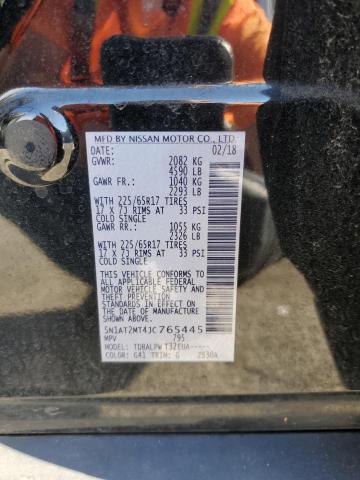 MFD BY NISSAN MOTOR CO., LTD
DATE: 02/18
GVWR: 2082 KG
4590 LB
GAWR FR. 1040 KG
2293 LB
WITH 225/65R17 TIRES
17 X 7J RIMS AT 33 PSI
COLD SINGLE
GAWR RR.: 1055 KG
2326 LB
WITH 225/65R17 TIRES
17 X 7J RIMS AT 33 PSI
COLD SINGLE
THIS VEHICLE CONFORMS TO
ALL APPLICABLE FEDERAL
MOTOR VEHICLE SAFETY AND
THEFT PREVENTION
STANDARDS IN EFFECT ON
THE DATE OF MANUFACTURE
SHOWN ABOVE.
5N1AT2MT4JC765445
MPV 795
MODEL:
COLOR: G41 TRIM: G 2530A